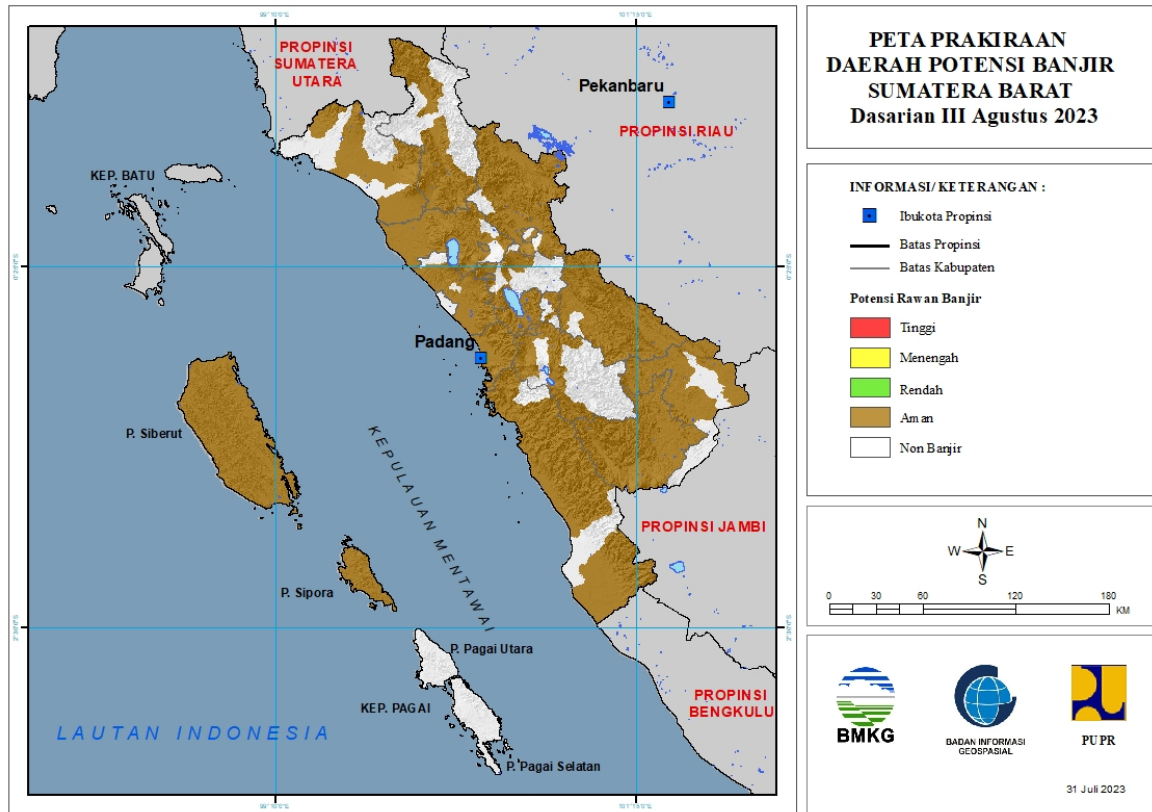 PETA PRAKIRAAN
DAERAH POTENSI BANJIR
SUMATERA BARAT
Dasarian III Agustus 2023
INFORMASI/ KETERANGAN :
Ibukota Propinsi
Batas Propinsi
Batas Kabupaten
Potensi Rawan Banjir
Tinggi
Menengah
Rendah
Aman
Non Banjir
N
W
E
S
0
30
60
120
180
KM
BMKG
BADAN INFORMASI
GEOSPASIAL
PUPR
31 Juli 2023
PROPINSI
SUMATERA
UTARA
Pekanbaru
PROPINSI RIAU
KEP. BATU
Padang
P. Siberut
KEPULAUAN MENTAWAI
PROPINSI JAMBI
P. Sipora
P. Pagai Utara
KEP. PAGAI
PROPINSI
BENGKULU
LAUTAN INDONESIA
P. Pagai Selatan